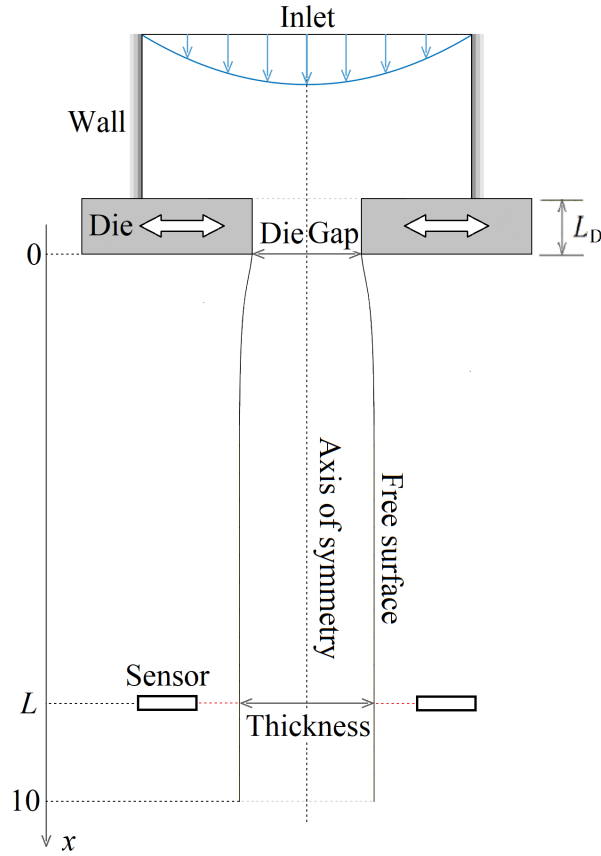 Inlet
Wall
Die
Die Gap
L_D
0
Axis of symmetry
Free surface
Sensor
L
Thickness
10
x